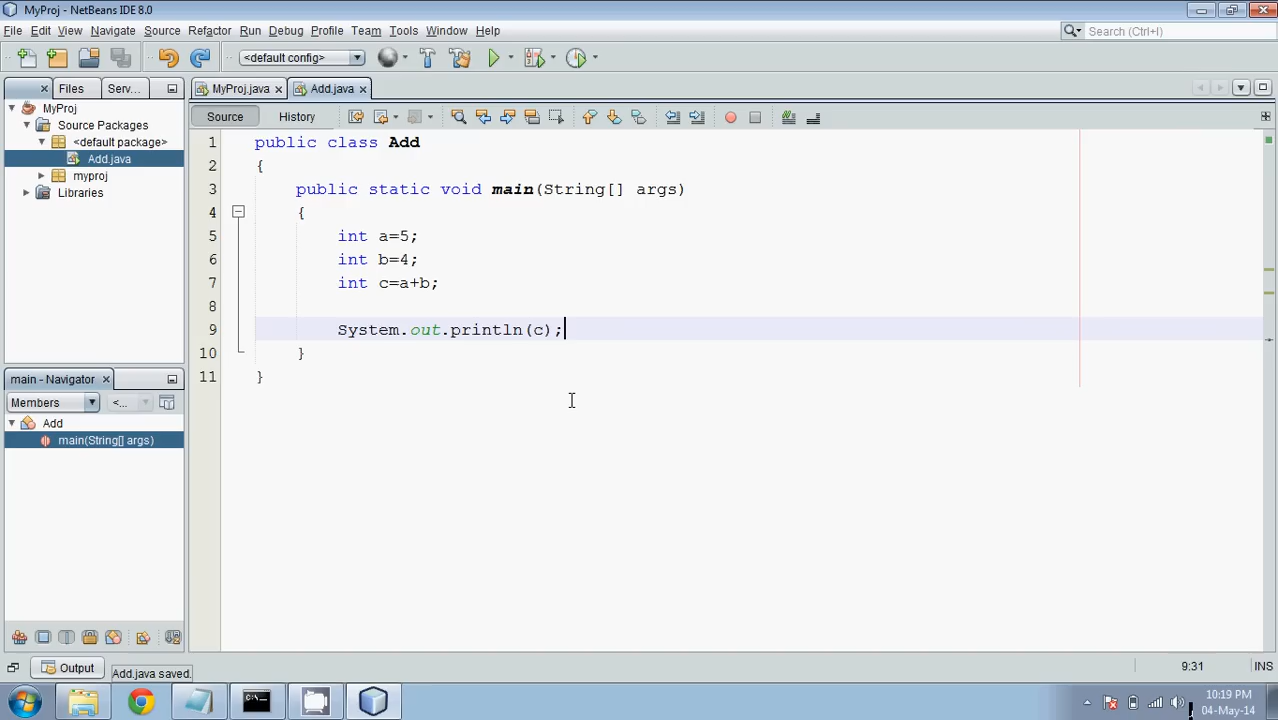 MyProj - NetBeans IDE 8.0
File Edit View Navigate Source Refactor Run Debug Profile Team Tools Window Help
Search (Ctrl+I)
<default config>
Files Serv...
MyProj.java Add.java
MyProj
Source Packages
<default package>
Add.java
myproj
Libraries
Source History
1 public class Add
2 {
3 public static void main(String[] args)
4 {
5 int a=5;
6 int b=4;
7 int c=a+b;
8
9 System.out.println(c);
10 }
11 }
main - Navigator
Members <...
Add
main(String[] args)
Output
Add.java saved.
9:31 INS
10:19 PM
04-May-14